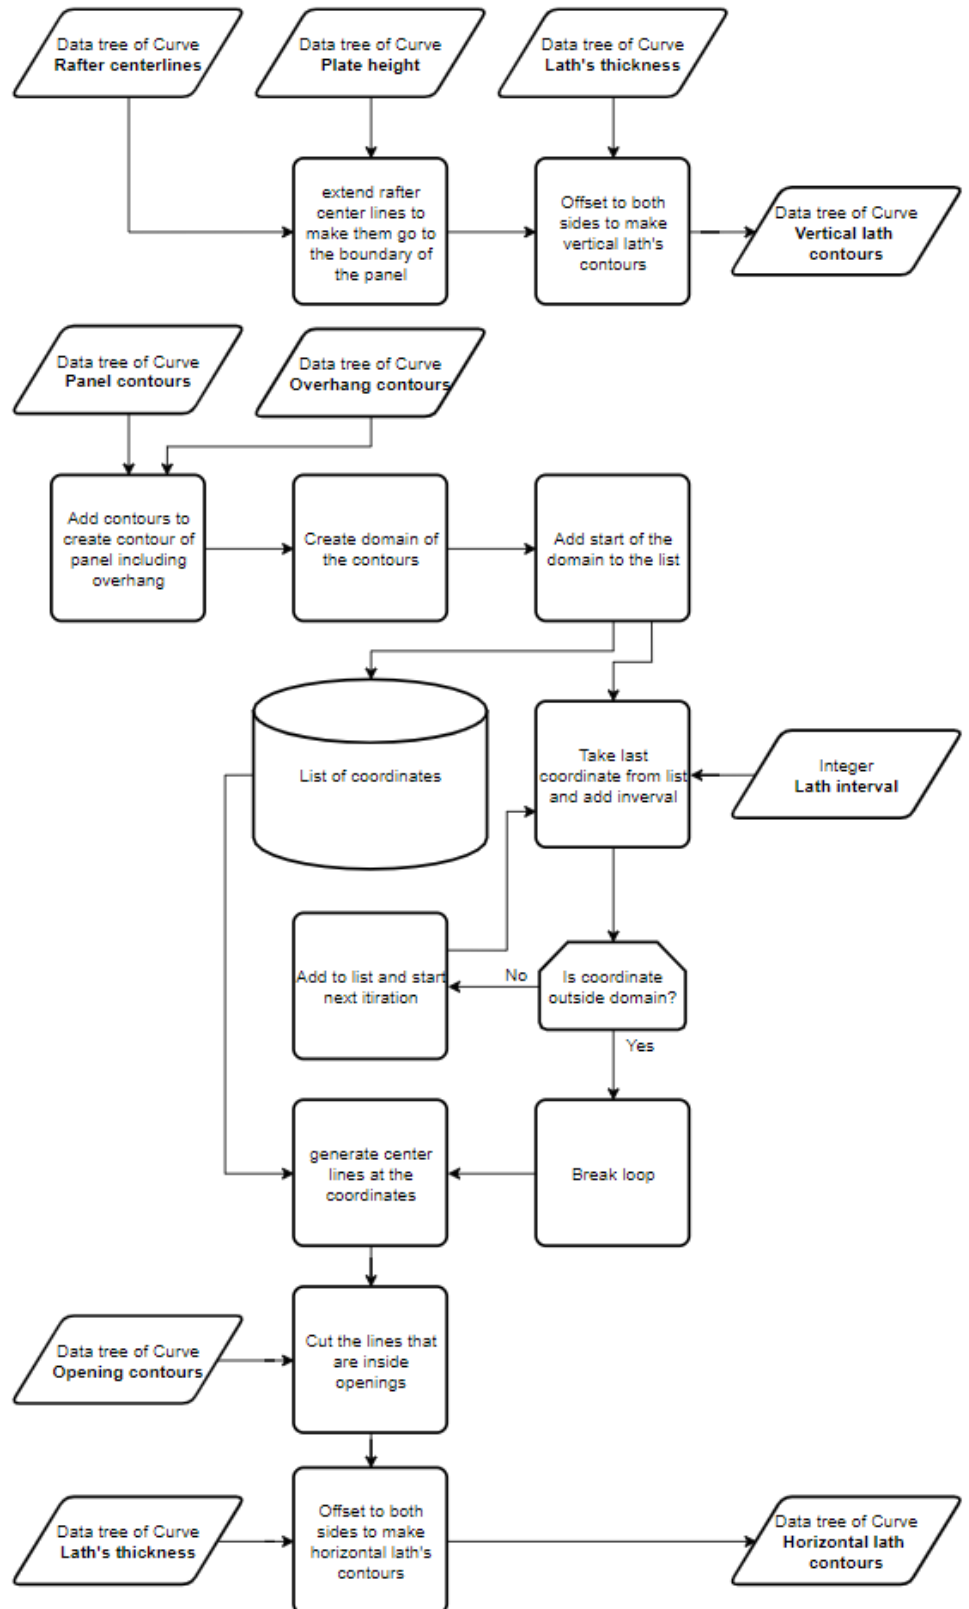 Data tree of Curve
Rafter centerlines
Data tree of Curve
Plate height
Data tree of Curve
Lath's thickness
extend rafter
center lines to
make them go to
the boundary of
the panel
Offset to both
sides to make
vertical lath's
contours
Data tree of Curve
Vertical lath
contours
Data tree of Curve
Panel contours
Data tree of Curve
Overhang contours
Add contours to
create contour of
panel including
overhang
Create domain of
the contours
Add start of the
domain to the list
List of coordinates
Take last
coordinate from list
and add inverval
Integer
Lath interval
Add to list and start
next itiration
No
Is coordinate
outside domain?
Yes
generate center
lines at the
coordinates
Break loop
Data tree of Curve
Opening contours
Cut the lines that
are inside
openings
Data tree of Curve
Lath's thickness
Offset to both
sides to make
horizontal lath's
contours
Data tree of Curve
Horizontal lath
contours